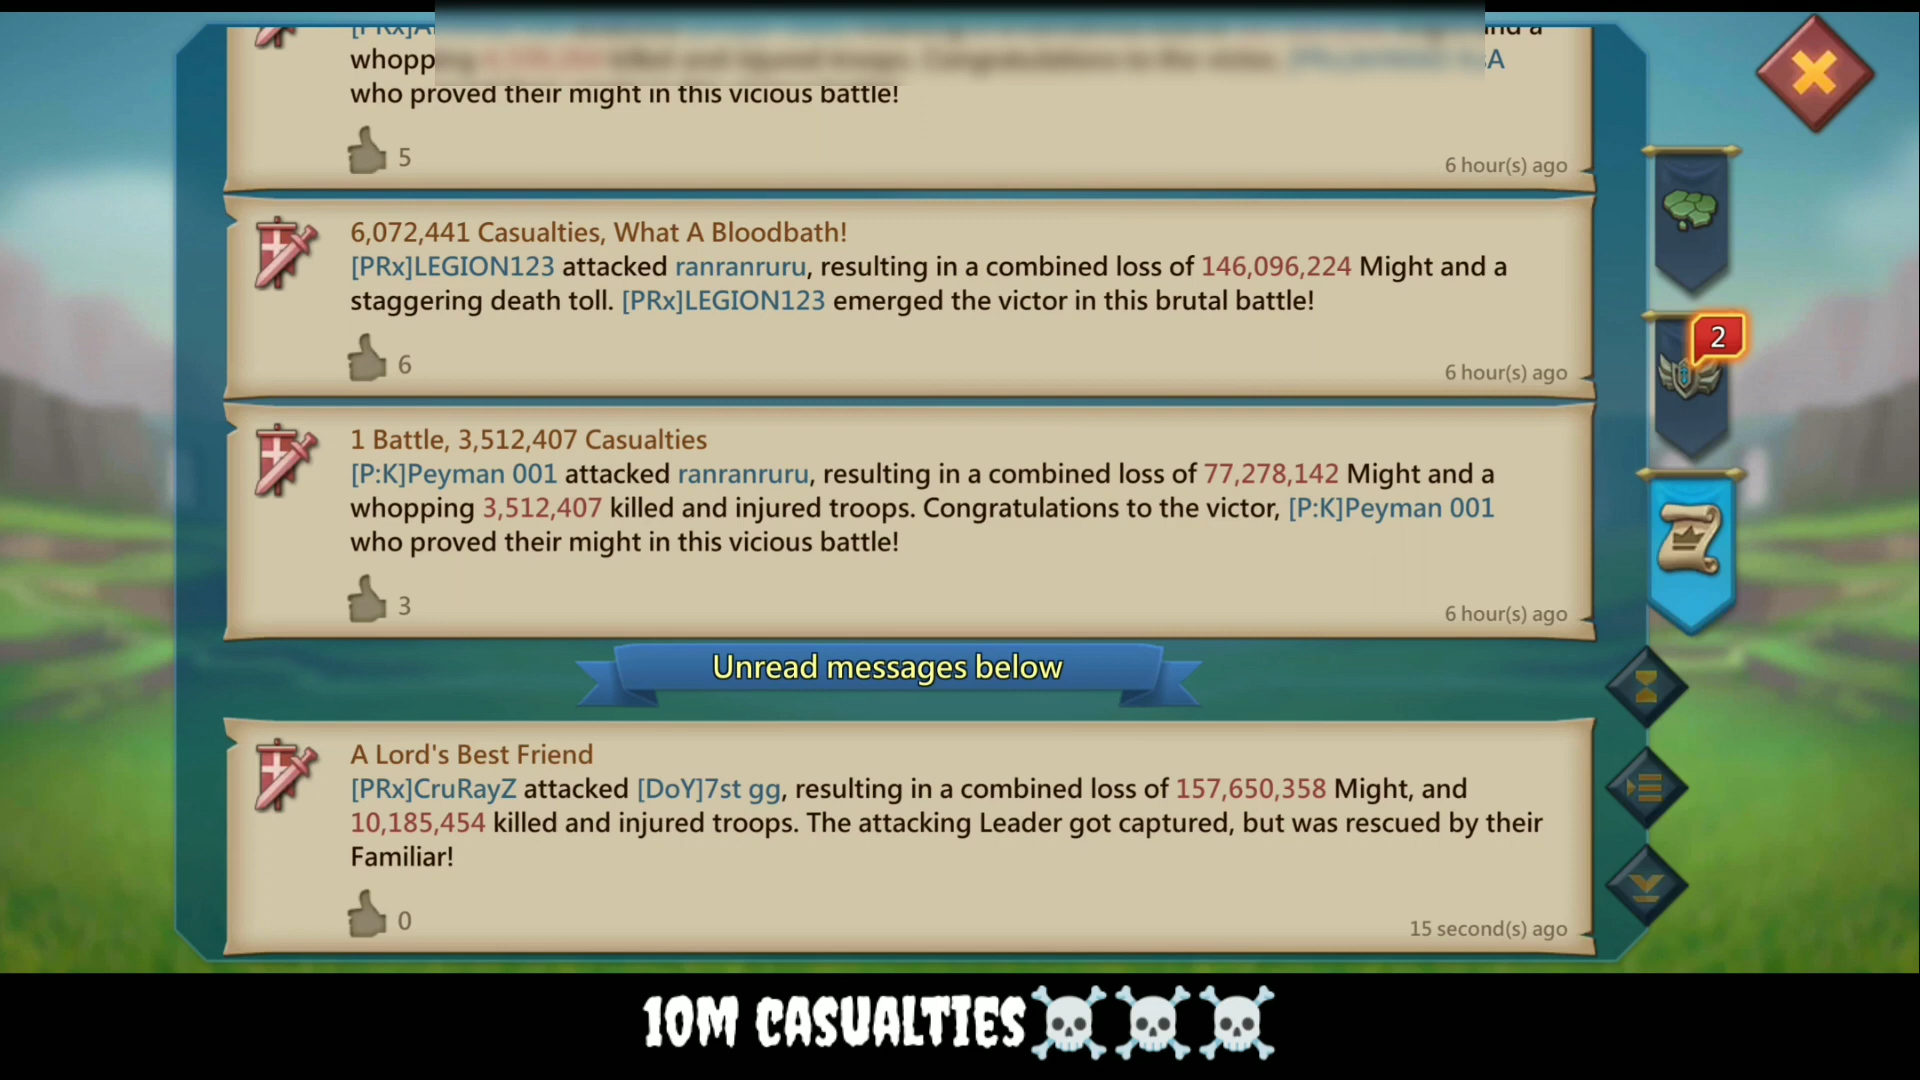 whopp
who proved their might in this vicious battle!
5
6 hour(s) ago
6,072,441 Casualties, What A Bloodbath!
[PRx]LEGION123 attacked ranranruru, resulting in a combined loss of 146,096,224 Might and a
staggering death toll. [PRx]LEGION123 emerged the victor in this brutal battle!
6
6 hour(s) ago
2
1 Battle, 3,512,407 Casualties
[P:K]Peyman 001 attacked ranranruru, resulting in a combined loss of 77,278,142 Might and a
whopping 3,512,407 killed and injured troops. Congratulations to the victor, [P:K]Peyman 001
who proved their might in this vicious battle!
3
6 hour(s) ago
Unread messages below
A Lord's Best Friend
[PRx]CruRayZ attacked [DoY]7st gg, resulting in a combined loss of 157,650,358 Might, and
10,185,454 killed and injured troops. The attacking Leader got captured, but was rescued by their
Familiar!
0
15 second(s) ago
10M CASUALTIES☠☠☠